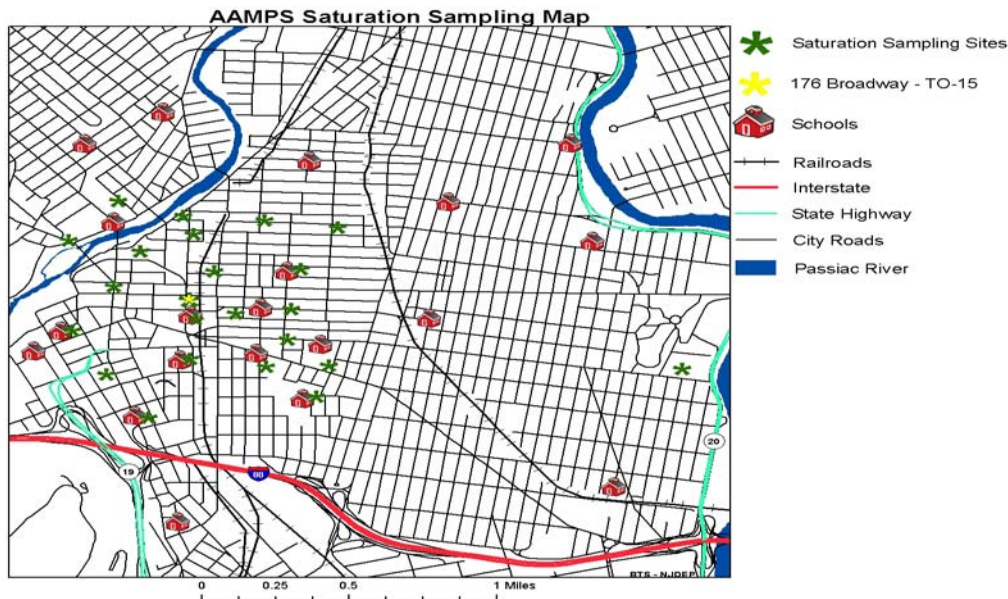 AAMPS Saturation Sampling Map
Saturation Sampling Sites
176 Broadway - TO-15
Schools
Railroads
Interstate
State Highway
City Roads
Passiac River
20
19
80
BTS - NJDEP
0 0.25 0.5 1 Miles